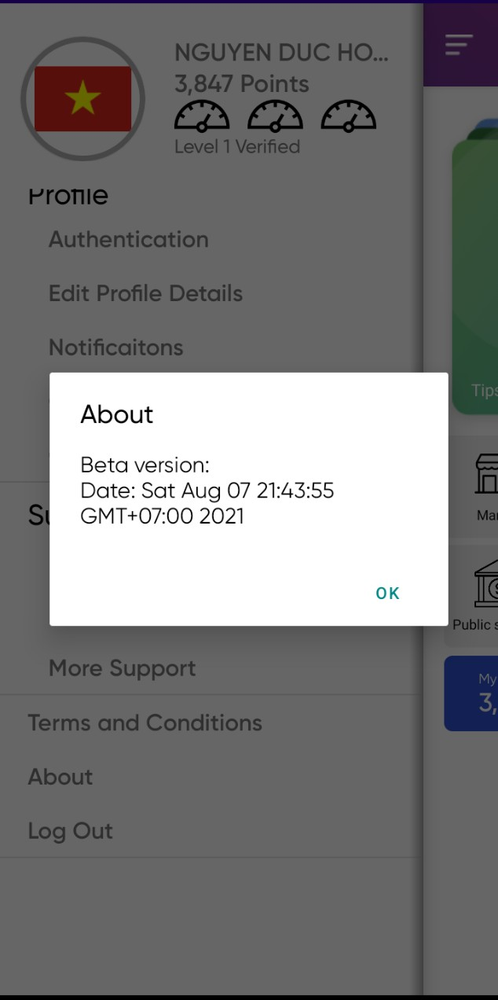 NGUYEN DUC HO...
3,847 Points
Level 1 Verified
Profile
Authentication
Edit Profile Details
Notificaitons
Tips
About
Beta version:
Date: Sat Aug 07 21:43:55
GMT+07:00 2021
OK
Public
My
3,
More Support
Terms and Conditions
About
Log Out